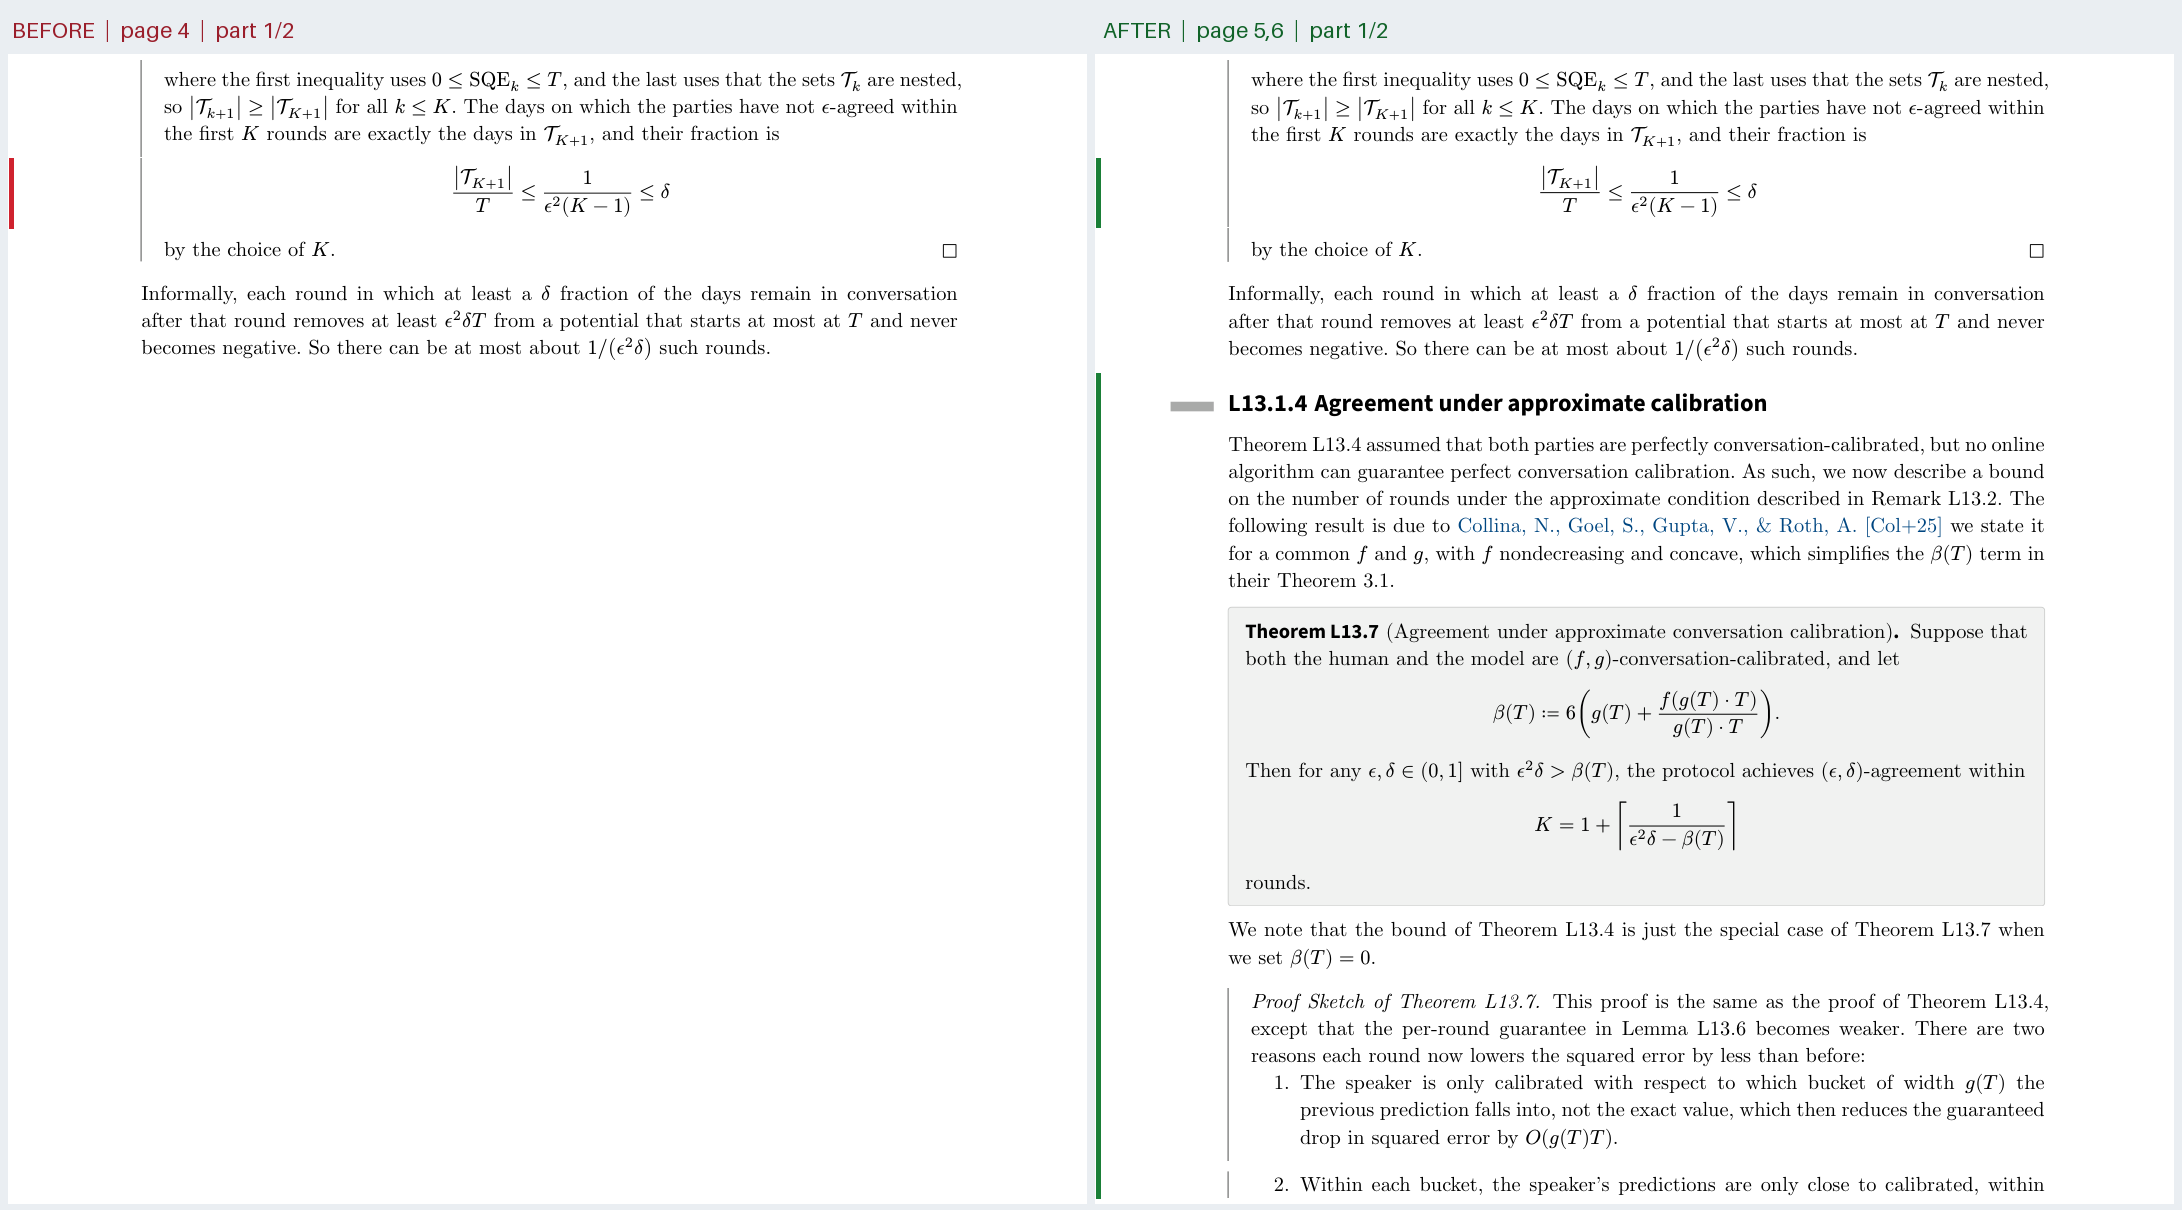 BEFORE | page 4 | part 1/2
where the first inequality uses 0 ≤ SQE_k ≤ T, and the last uses that the sets 𝒯_k are nested,
so |𝒯_{k+1}| ≥ |𝒯_{K+1}| for all k ≤ K. The days on which the parties have not ϵ-agreed within
the first K rounds are exactly the days in 𝒯_{K+1}, and their fraction is
|𝒯_{K+1}| / T ≤ 1 / (ϵ²(K − 1)) ≤ δ
by the choice of K. □
Informally, each round in which at least a δ fraction of the days remain in conversation
after that round removes at least ϵ²δT from a potential that starts at most at T and never
becomes negative. So there can be at most about 1/(ϵ²δ) such rounds.
AFTER | page 5,6 | part 1/2
where the first inequality uses 0 ≤ SQE_k ≤ T, and the last uses that the sets 𝒯_k are nested,
so |𝒯_{k+1}| ≥ |𝒯_{K+1}| for all k ≤ K. The days on which the parties have not ϵ-agreed within
the first K rounds are exactly the days in 𝒯_{K+1}, and their fraction is
|𝒯_{K+1}| / T ≤ 1 / (ϵ²(K − 1)) ≤ δ
by the choice of K. □
Informally, each round in which at least a δ fraction of the days remain in conversation
after that round removes at least ϵ²δT from a potential that starts at most at T and never
becomes negative. So there can be at most about 1/(ϵ²δ) such rounds.
L13.1.4 Agreement under approximate calibration
Theorem L13.4 assumed that both parties are perfectly conversation-calibrated, but no online
algorithm can guarantee perfect conversation calibration. As such, we now describe a bound
on the number of rounds under the approximate condition described in Remark L13.2. The
following result is due to Collina, N., Goel, S., Gupta, V., & Roth, A. [Col+25] we state it
for a common f and g, with f nondecreasing and concave, which simplifies the β(T) term in
their Theorem 3.1.
Theorem L13.7 (Agreement under approximate conversation calibration). Suppose that
both the human and the model are (f, g)-conversation-calibrated, and let
β(T) ≔ 6(g(T) + f(g(T) · T) / (g(T) · T)).
Then for any ϵ, δ ∈ (0, 1] with ϵ²δ > β(T), the protocol achieves (ϵ, δ)-agreement within
K = 1 + ⌈1 / (ϵ²δ − β(T))⌉
rounds.
We note that the bound of Theorem L13.4 is just the special case of Theorem L13.7 when
we set β(T) = 0.
Proof Sketch of Theorem L13.7. This proof is the same as the proof of Theorem L13.4,
except that the per-round guarantee in Lemma L13.6 becomes weaker. There are two
reasons each round now lowers the squared error by less than before:
1. The speaker is only calibrated with respect to which bucket of width g(T) the
previous prediction falls into, not the exact value, which then reduces the guaranteed
drop in squared error by O(g(T)T).
2. Within each bucket, the speaker's predictions are only close to calibrated, within